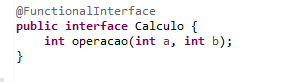 @FunctionalInterface
public interface Calculo {
    int operacao(int a, int b);
}